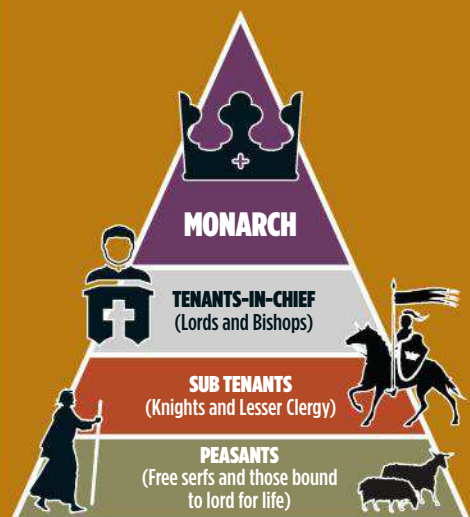 MONARCH
TENANTS-IN-CHIEF
(Lords and Bishops)
SUB TENANTS
(Knights and Lesser Clergy)
PEASANTS
(Free serfs and those bound
to lord for life)